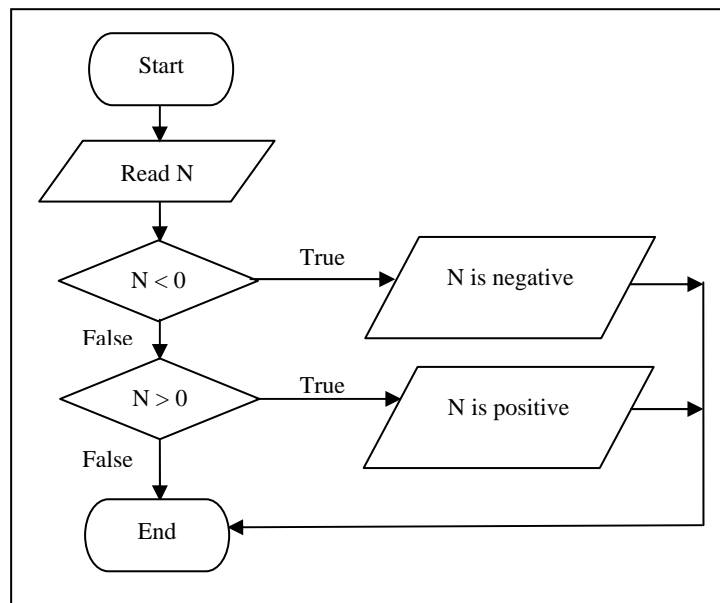 Start
Read N
True
N < 0
N is negative
False
True
N > 0
N is positive
False
End